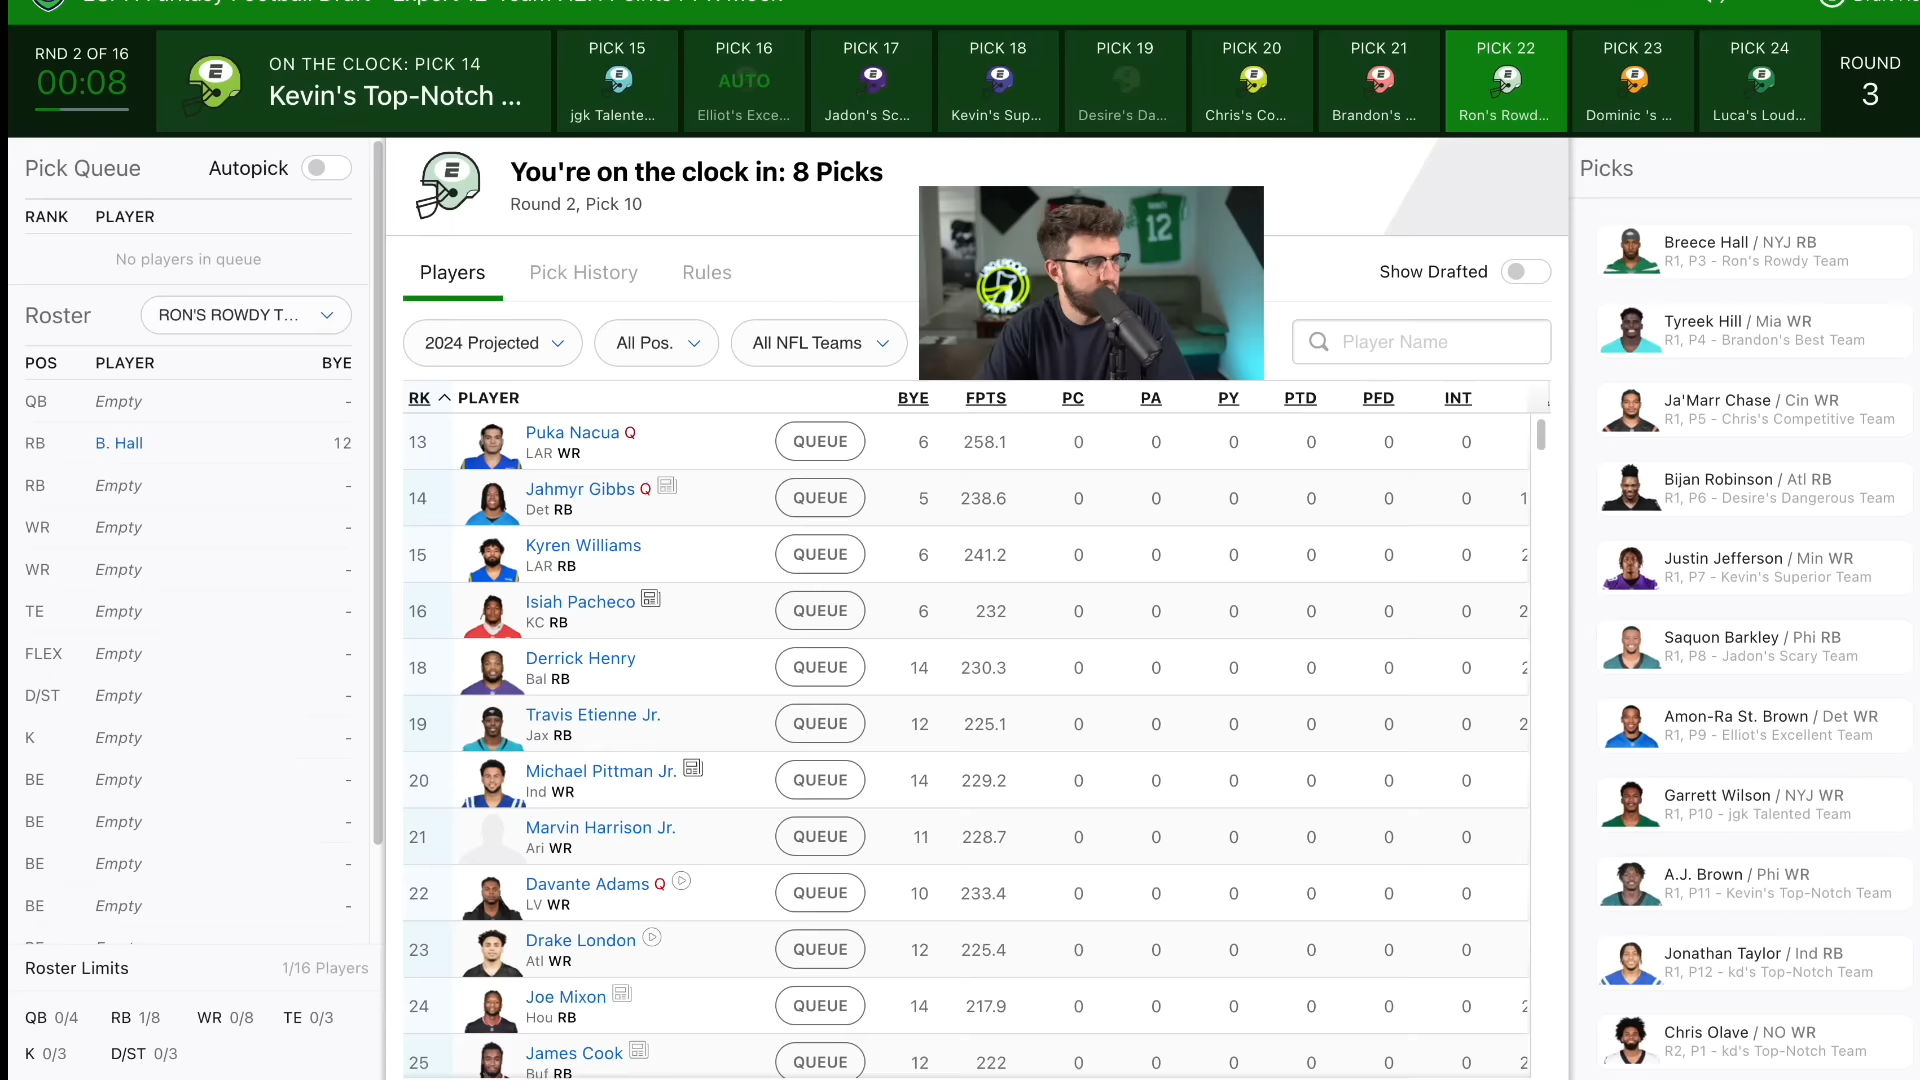 RND 2 OF 16
00:08
ON THE CLOCK: PICK 14
Kevin's Top-Notch ...
PICK 15
jgk Talente...
PICK 16
AUTO
Elliot's Exce...
PICK 17
Jadon's Sc...
PICK 18
Kevin's Sup...
PICK 19
Desire's Da...
PICK 20
Chris's Co...
PICK 21
Brandon's ...
PICK 22
Ron's Rowd...
PICK 23
Dominic 's ...
PICK 24
Luca's Loud...
ROUND
3
Pick Queue
Autopick
RANK PLAYER
No players in queue
Roster
RON'S ROWDY T...
POS PLAYER BYE
QB Empty -
RB B. Hall 12
RB Empty -
WR Empty -
WR Empty -
TE Empty -
FLEX Empty -
D/ST Empty -
K Empty -
BE Empty -
BE Empty -
BE Empty -
BE Empty -
Roster Limits 1/16 Players
QB 0/4 RB 1/8 WR 0/8 TE 0/3
K 0/3 D/ST 0/3
You're on the clock in: 8 Picks
Round 2, Pick 10
Players
Pick History
Rules
Show Drafted
2024 Projected
All Pos.
All NFL Teams
Player Name
12
RK PLAYER BYE FPTS PC PA PY PTD PFD INT
13 Puka Nacua Q QUEUE 6 258.1 0 0 0 0 0 0
LAR WR
14 Jahmyr Gibbs Q QUEUE 5 238.6 0 0 0 0 0 0 1
Det RB
15 Kyren Williams QUEUE 6 241.2 0 0 0 0 0 0 2
LAR RB
16 Isiah Pacheco QUEUE 6 232 0 0 0 0 0 0 2
KC RB
18 Derrick Henry QUEUE 14 230.3 0 0 0 0 0 0 2
Bal RB
19 Travis Etienne Jr. QUEUE 12 225.1 0 0 0 0 0 0 2
Jax RB
20 Michael Pittman Jr. QUEUE 14 229.2 0 0 0 0 0 0
Ind WR
21 Marvin Harrison Jr. QUEUE 11 228.7 0 0 0 0 0 0
Ari WR
22 Davante Adams Q QUEUE 10 233.4 0 0 0 0 0 0
LV WR
23 Drake London QUEUE 12 225.4 0 0 0 0 0 0
Atl WR
24 Joe Mixon QUEUE 14 217.9 0 0 0 0 0 0 2
Hou RB
25 James Cook QUEUE 12 222 0 0 0 0 0 0 2
Buf RB
Picks
Breece Hall / NYJ RB
R1, P3 - Ron's Rowdy Team
Tyreek Hill / Mia WR
R1, P4 - Brandon's Best Team
Ja'Marr Chase / Cin WR
R1, P5 - Chris's Competitive Team
Bijan Robinson / Atl RB
R1, P6 - Desire's Dangerous Team
Justin Jefferson / Min WR
R1, P7 - Kevin's Superior Team
Saquon Barkley / Phi RB
R1, P8 - Jadon's Scary Team
Amon-Ra St. Brown / Det WR
R1, P9 - Elliot's Excellent Team
Garrett Wilson / NYJ WR
R1, P10 - jgk Talented Team
A.J. Brown / Phi WR
R1, P11 - Kevin's Top-Notch Team
Jonathan Taylor / Ind RB
R1, P12 - kd's Top-Notch Team
Chris Olave / NO WR
R2, P1 - kd's Top-Notch Team